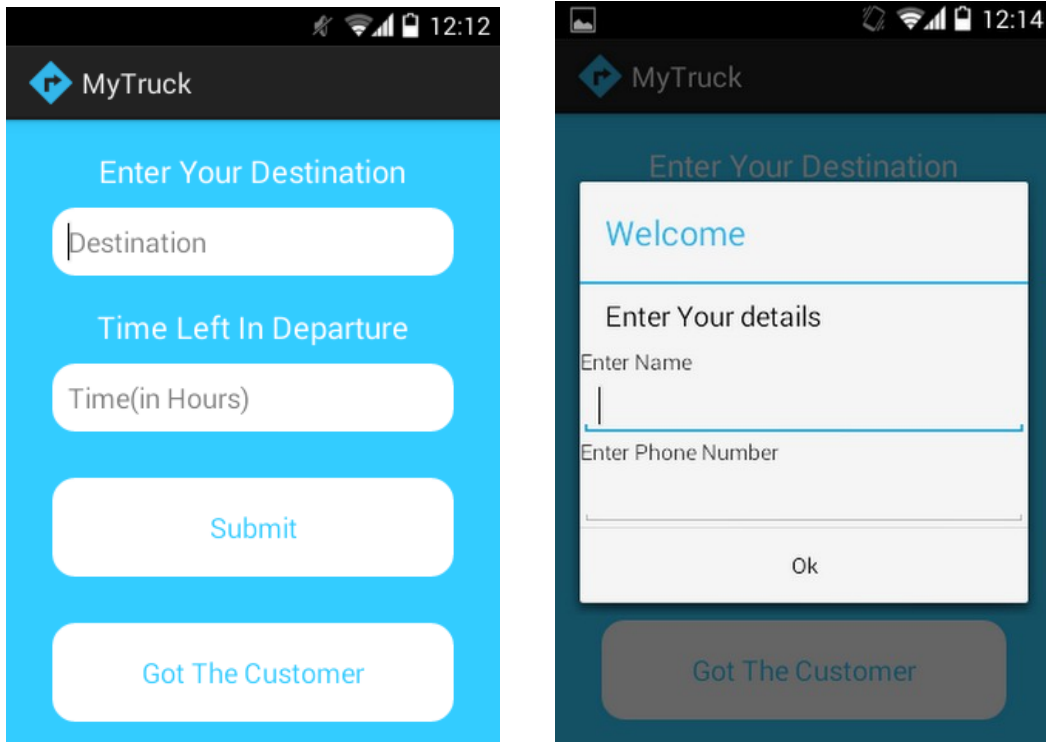 12:12
MyTruck
Enter Your Destination
Destination
Time Left In Departure
Time(in Hours)
Submit
Got The Customer
12:14
MyTruck
Enter Your Destination
Welcome
Enter Your details
Enter Name
Enter Phone Number
Ok
Got The Customer